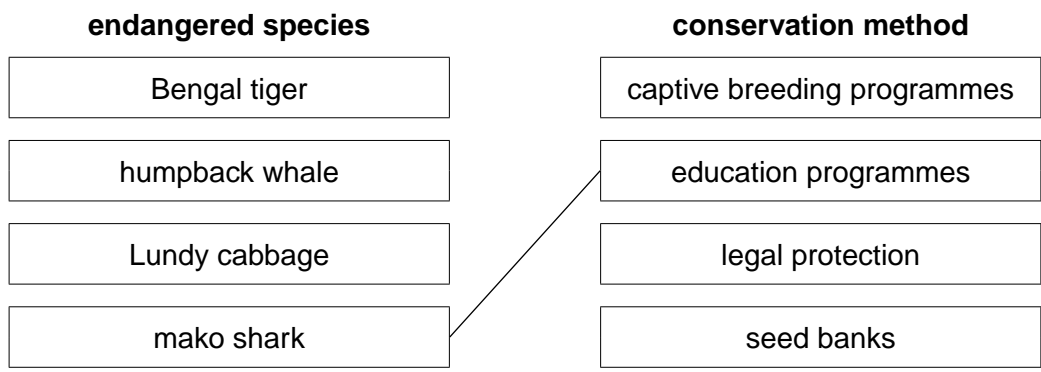 endangered species
conservation method
Bengal tiger
captive breeding programmes
humpback whale
education programmes
Lundy cabbage
legal protection
mako shark
seed banks